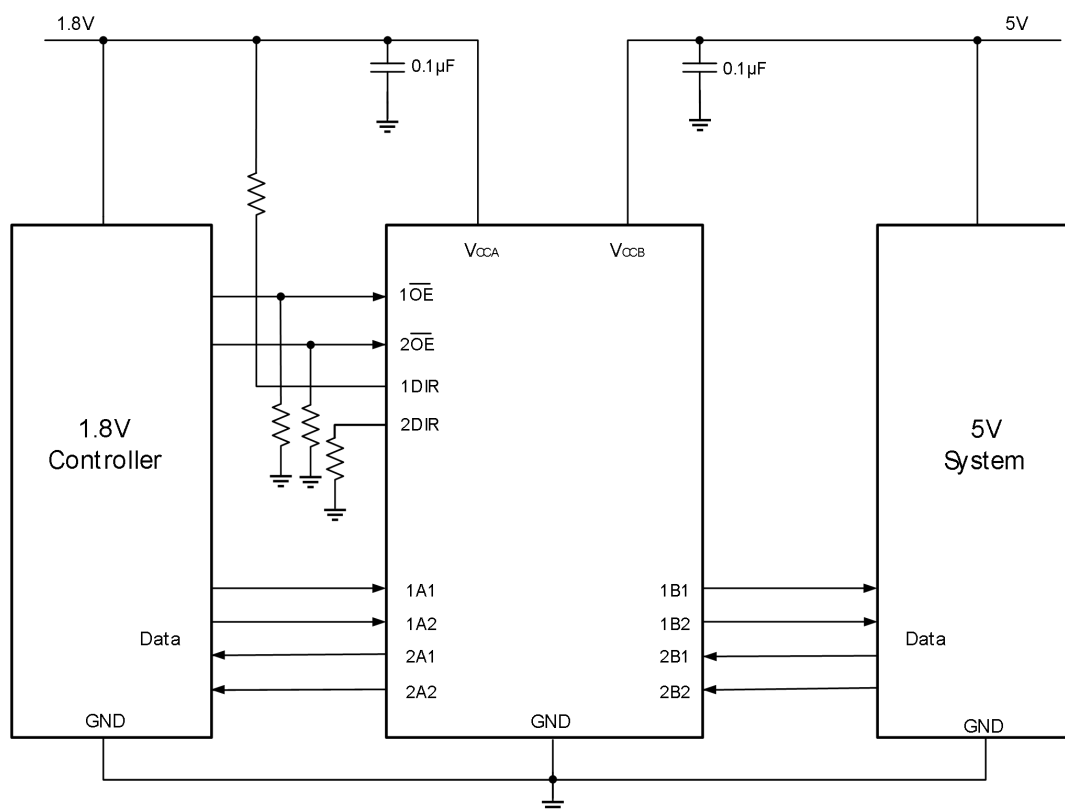 1.8V
5V
0.1µF
0.1µF
VCCA
VCCB
1OE
2OE
1DIR
2DIR
1.8V
Controller
5V
System
1A1
1A2
2A1
2A2
1B1
1B2
2B1
2B2
Data
Data
GND
GND
GND